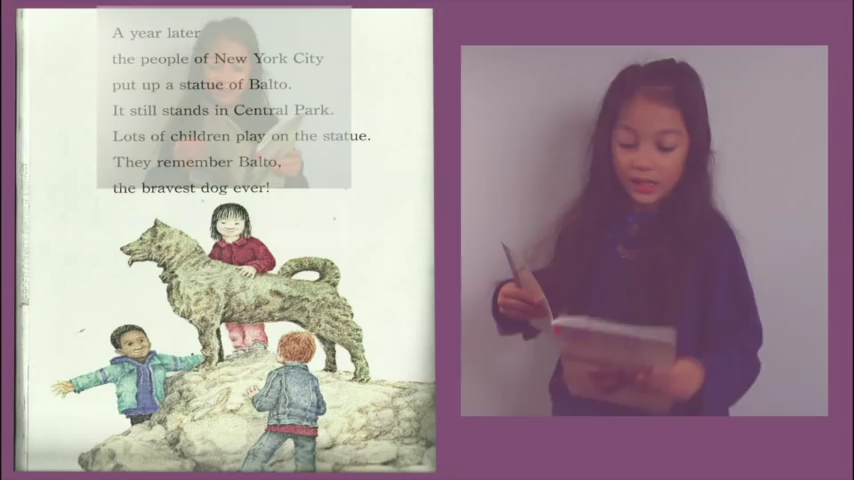 A year later
the people of New York City
put up a statue of Balto.
It still stands in Central Park.
Lots of children play on the statue.
They remember Balto,
the bravest dog ever!